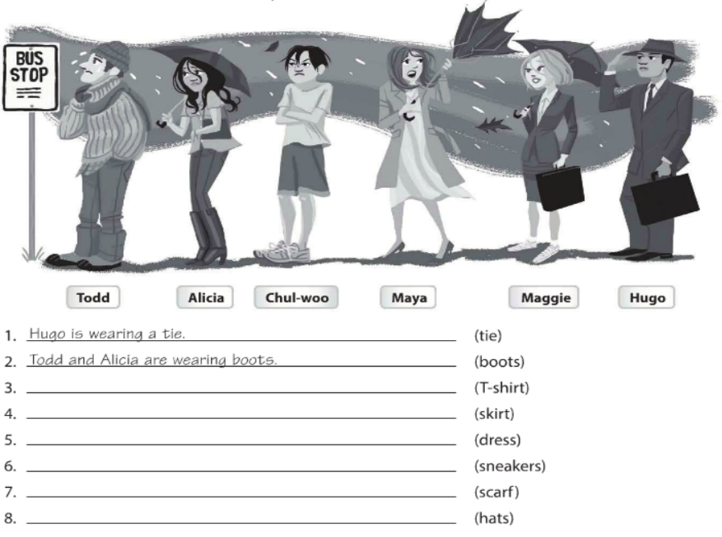 BUS
STOP
Todd Alicia Chul-woo Maya Maggie Hugo
1. Hugo is wearing a tie. (tie)
2. Todd and Alicia are wearing boots. (boots)
3. (T-shirt)
4. (skirt)
5. (dress)
6. (sneakers)
7. (scarf)
8. (hats)